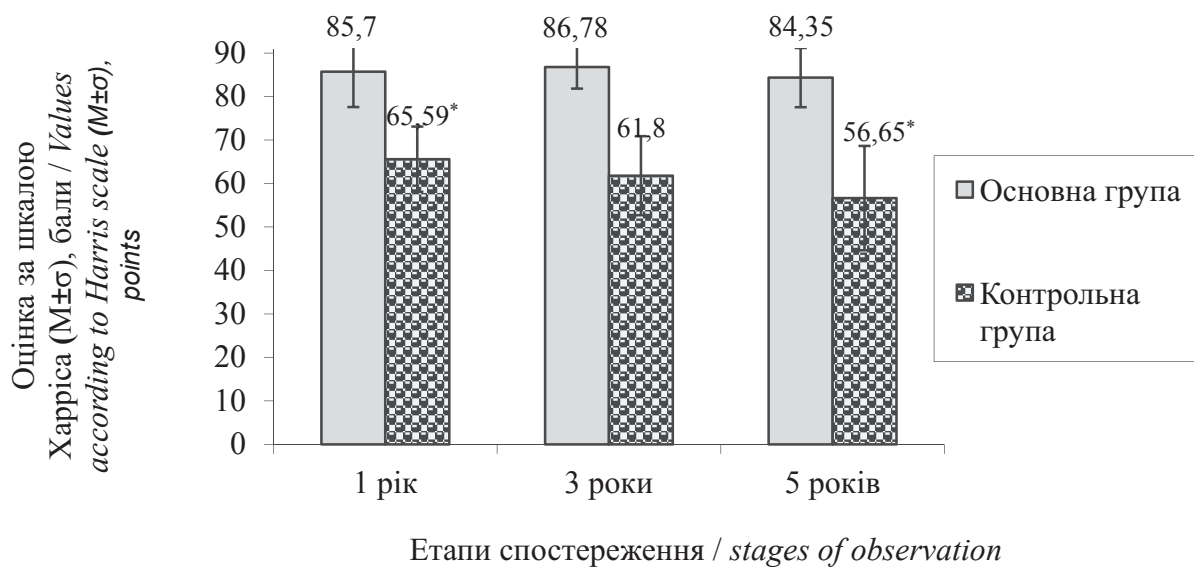 Оцінка за шкалою
Харріса (M±σ), бали / Values
according to Harris scale (M±σ),
points
85,7
86,78
84,35
65,59*
61,8
56,65*
90
80
70
60
50
40
30
20
10
0
1 рік
3 роки
5 років
Етапи спостереження / stages of observation
Основна група
Контрольна
група